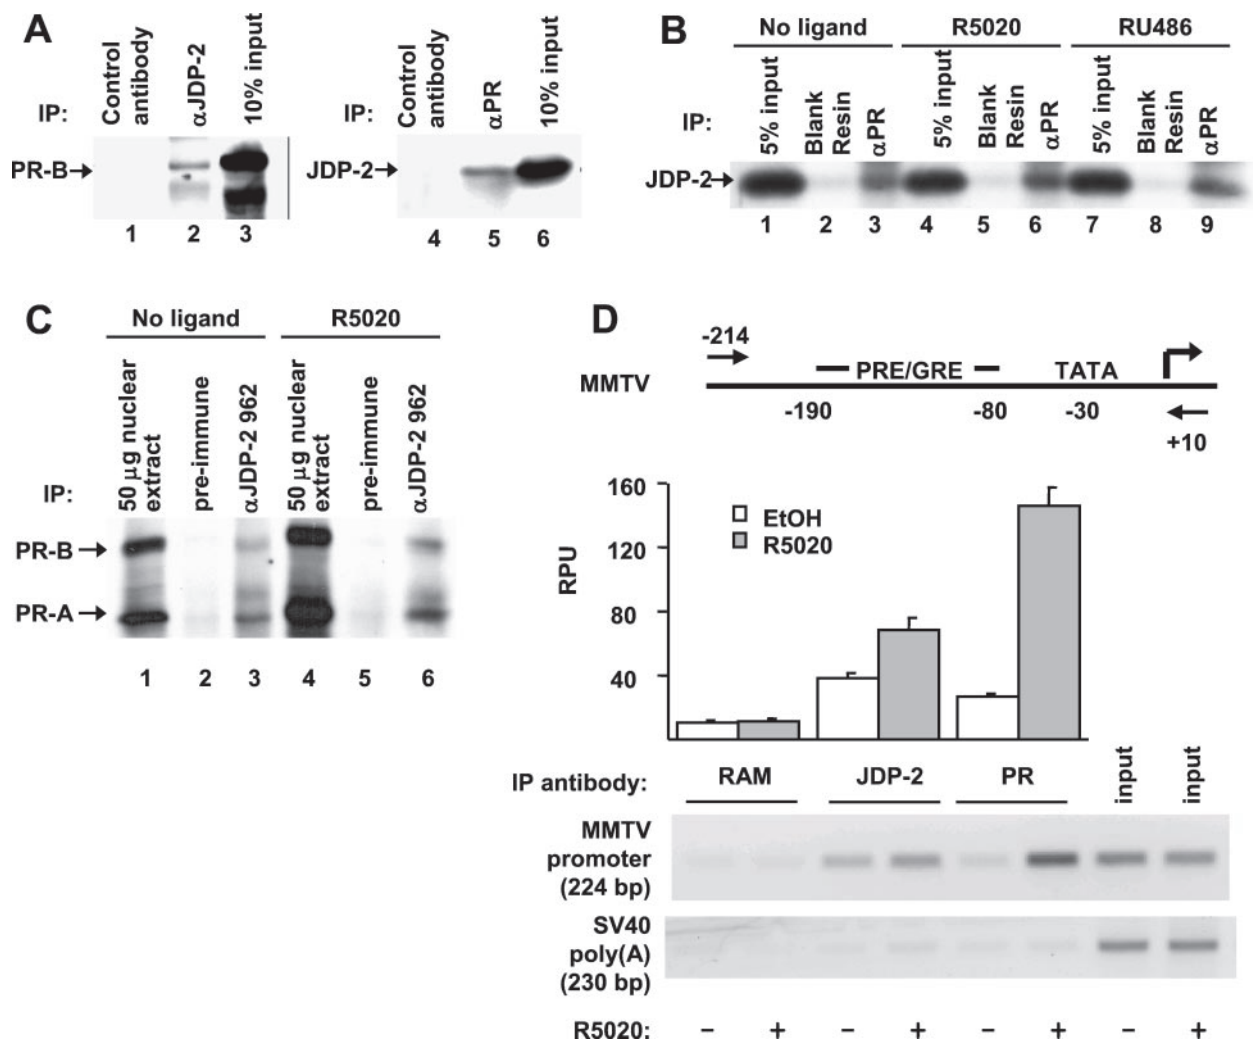 A
IP:
Control antibody
αJDP-2
10% input
PR-B
1 2 3
Control antibody
αPR
10% input
JDP-2
4 5 6
B
No ligand R5020 RU486
IP:
5% input
Blank Resin
αPR
5% input
Blank Resin
αPR
5% input
Blank Resin
αPR
JDP-2
1 2 3 4 5 6 7 8 9
C
No ligand R5020
IP:
50 μg nuclear extract
pre-immune
αJDP-2 962
50 μg nuclear extract
pre-immune
αJDP-2 962
PR-B
PR-A
1 2 3 4 5 6
D
-214
MMTV
PRE/GRE TATA
-190 -80 -30
+10
160
120
80
40
RPU
EtOH
R5020
IP antibody: RAM JDP-2 PR input input
MMTV
promoter
(224 bp)
SV40
poly(A)
(230 bp)
R5020: – + – + – + – +